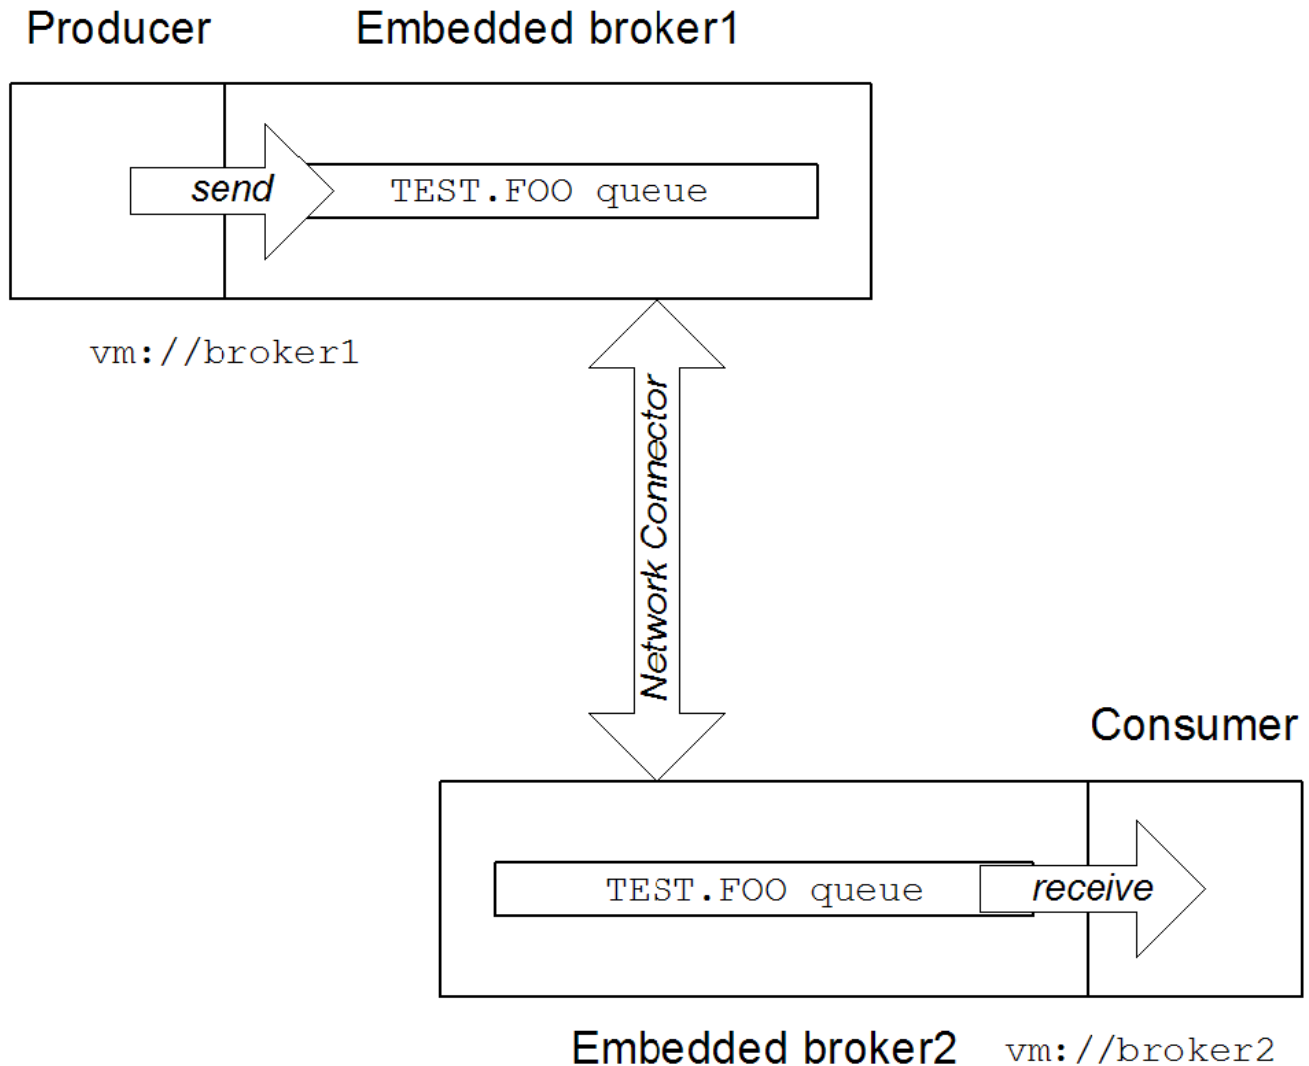 Producer
Embedded broker1
send
TEST.FOO queue
vm://broker1
Network Connector
Consumer
TEST.FOO queue
receive
Embedded broker2
vm://broker2